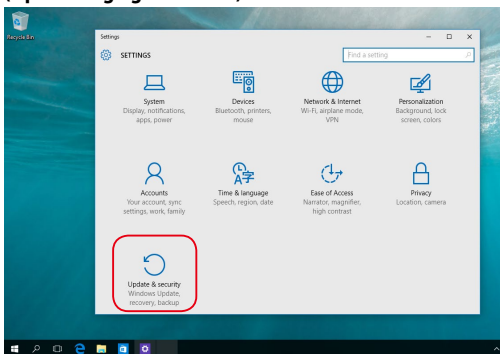 Recycle Bin
Settings
SETTINGS
Find a setting
System
Display, notifications,
apps, power
Devices
Bluetooth, printers,
mouse
Network & Internet
Wi-Fi, airplane mode,
VPN
Personalization
Background, lock
screen, colors
Accounts
Your account, sync
settings, work, family
Time & language
Speech, region, date
Ease of Access
Narrator, magnifier,
high contrast
Privacy
Location, camera
Update & security
Windows Update,
recovery, backup